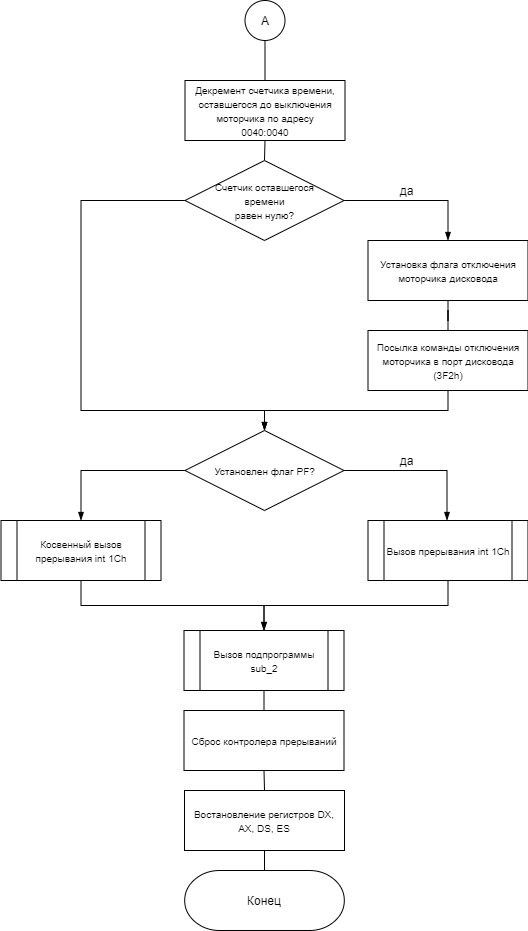 А
Декремент счетчика времени,
оставшегося до выключения
моторчика по адресу
0040:0040
Счетчик оставшегося
времени
равен нулю?
да
Установка флага отключения
моторчика дисковода
Посылка команды отключения
моторчика в порт дисковода
(3F2h)
Установлен флаг PF?
да
Косвенный вызов
прерывания int 1Ch
Вызов прерывания int 1Ch
Вызов подпрограммы
sub_2
Сброс контролера прерываний
Востановление регистров DX,
AX, DS, ES
Конец